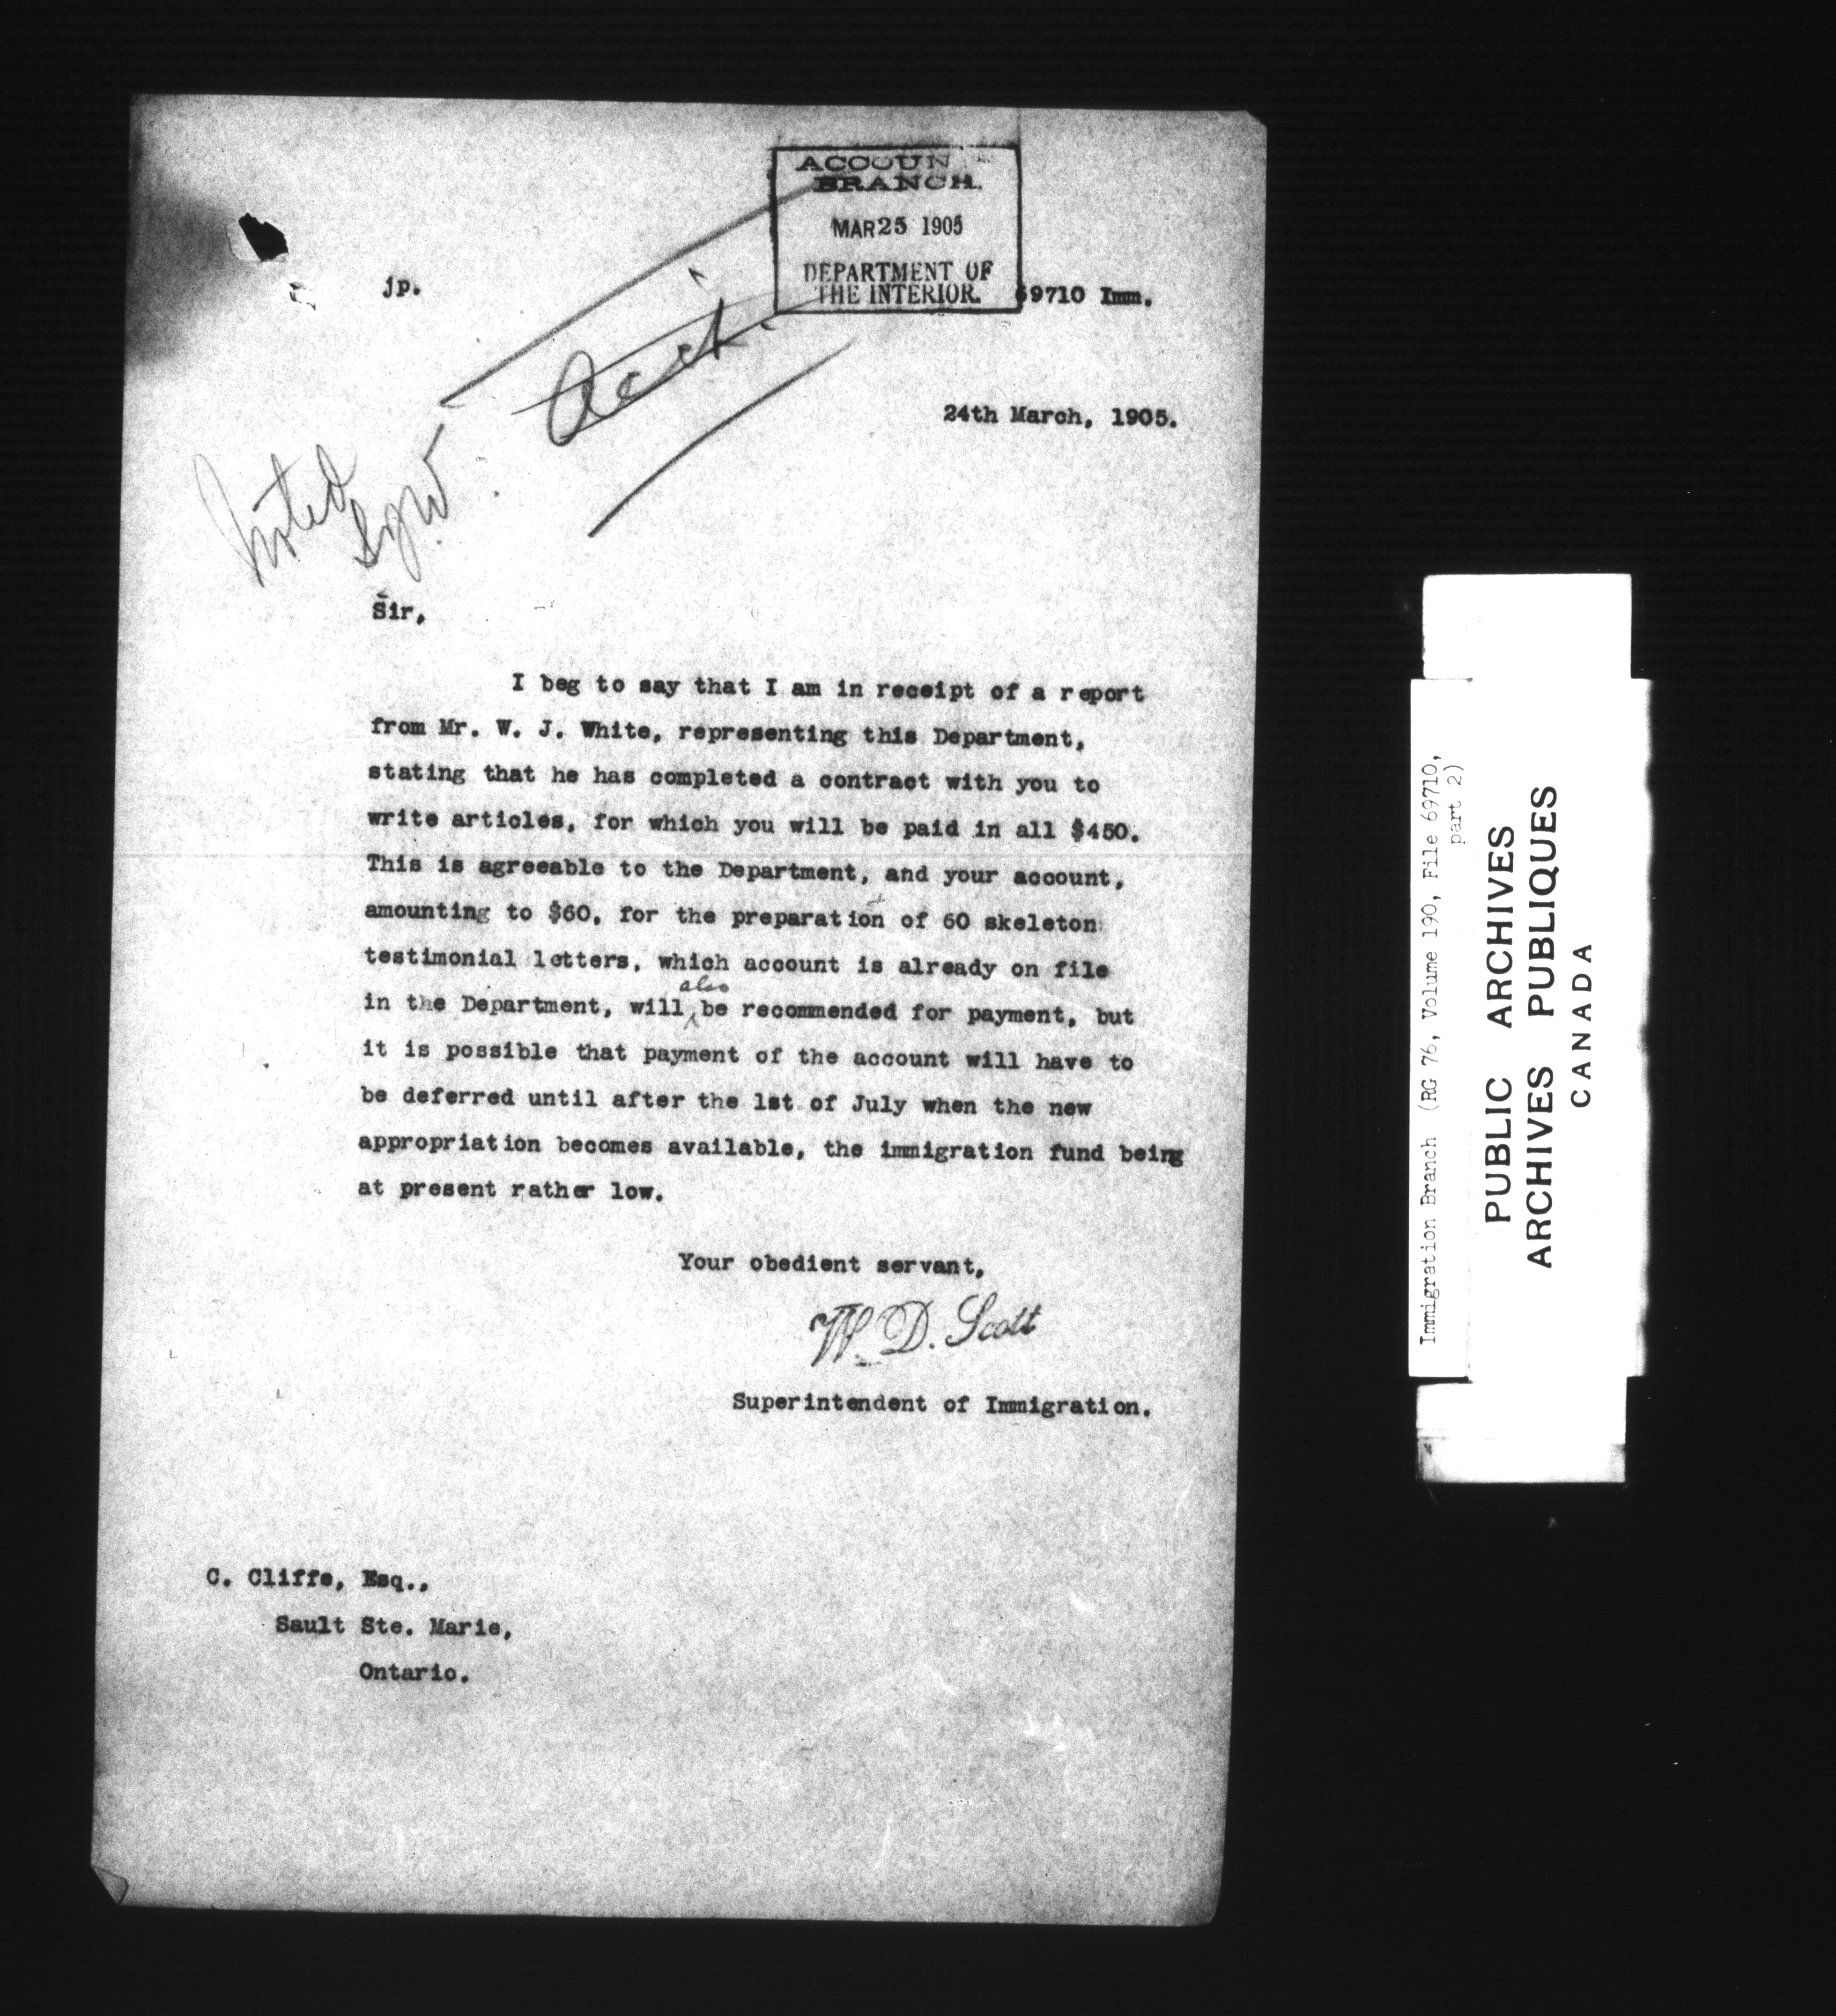 ACCOUN
BRANCH.
MAR 25 1905
DEPARTMENT OF
THE INTERIOR.
jp.
69710 Imm.
24th March, 1905.
Noted
Sir,
I beg to say that I am in receipt of a report
from Mr. W. J. White, representing this Department,
stating that he has completed a contract with you to
write articles, for which you will be paid in all $450.
This is agreeable to the Department, and your account,
amounting to $60, for the preparation of 60 skeleton
testimonial letters, which account is already on file
in the Department, will also be recommended for payment, but
it is possible that payment of the account will have to
be deferred until after the 1st of July when the new
appropriation becomes available, the immigration fund being
at present rather low.
Your obedient servant,
W. D. Scott
Superintendent of Immigration.
C. Cliffe, Esq.,
Sault Ste. Marie,
Ontario.
Immigration Branch (RG 76, Volume 190, File 69710,
part 2)
PUBLIC ARCHIVES
ARCHIVES PUBLIQUES
CANADA